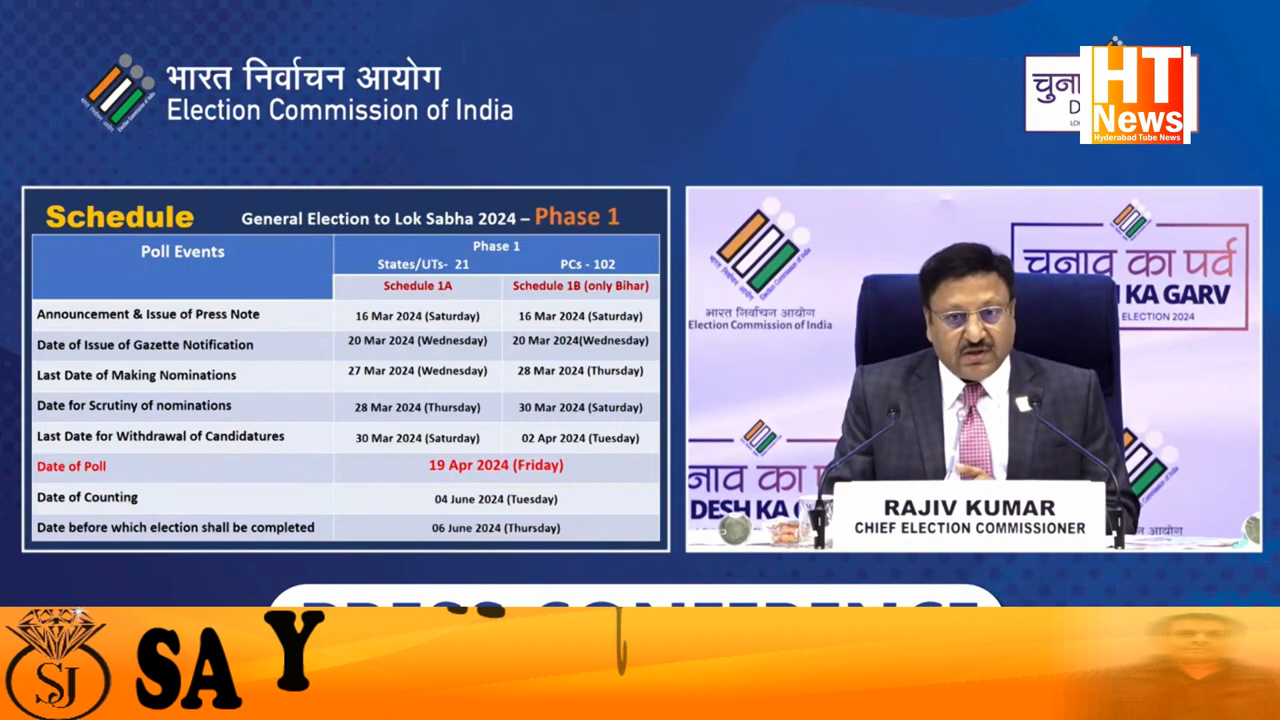 भारत निर्वाचन आयोग
Election Commission of India
चुना
D
LO
HT
News
Hyderabad Tube News
Schedule
General Election to Lok Sabha 2024 – Phase 1
Poll Events
Phase 1
States/UTs- 21 PCs - 102
Schedule 1A Schedule 1B (only Bihar)
Announcement & Issue of Press Note 16 Mar 2024 (Saturday) 16 Mar 2024 (Saturday)
Date of Issue of Gazette Notification 20 Mar 2024 (Wednesday) 20 Mar 2024(Wednesday)
Last Date of Making Nominations 27 Mar 2024 (Wednesday) 28 Mar 2024 (Thursday)
Date for Scrutiny of nominations 28 Mar 2024 (Thursday) 30 Mar 2024 (Saturday)
Last Date for Withdrawal of Candidatures 30 Mar 2024 (Saturday) 02 Apr 2024 (Tuesday)
Date of Poll 19 Apr 2024 (Friday)
Date of Counting 04 June 2024 (Tuesday)
Date before which election shall be completed 06 June 2024 (Thursday)
भारत निर्वाचन आयोग
Election Commission of India
चुनाव का पर्व
H KA GARV
ELECTION 2024
नाव का प
DESH KA
आयोग
RAJIV KUMAR
CHIEF ELECTION COMMISSIONER
PRESS CONFERENCE
SJ
SAY